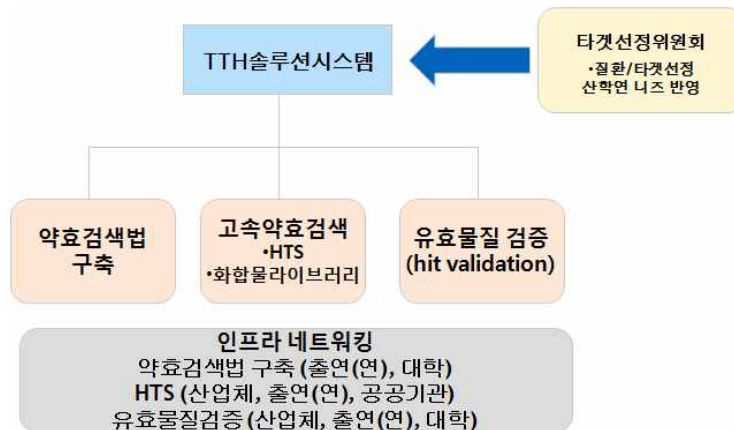 TTH솔루션시스템
타겟선정위원회
•질환/타겟선정
산학연 니즈 반영
약효검색법
구축
고속약효검색
•HTS
•화합물라이브러리
유효물질 검증
(hit validation)
인프라 네트워킹
약효검색법 구축 (출연(연), 대학)
HTS (산업체, 출연(연), 공공기관)
유효물질검증 (산업체, 출연(연), 대학)